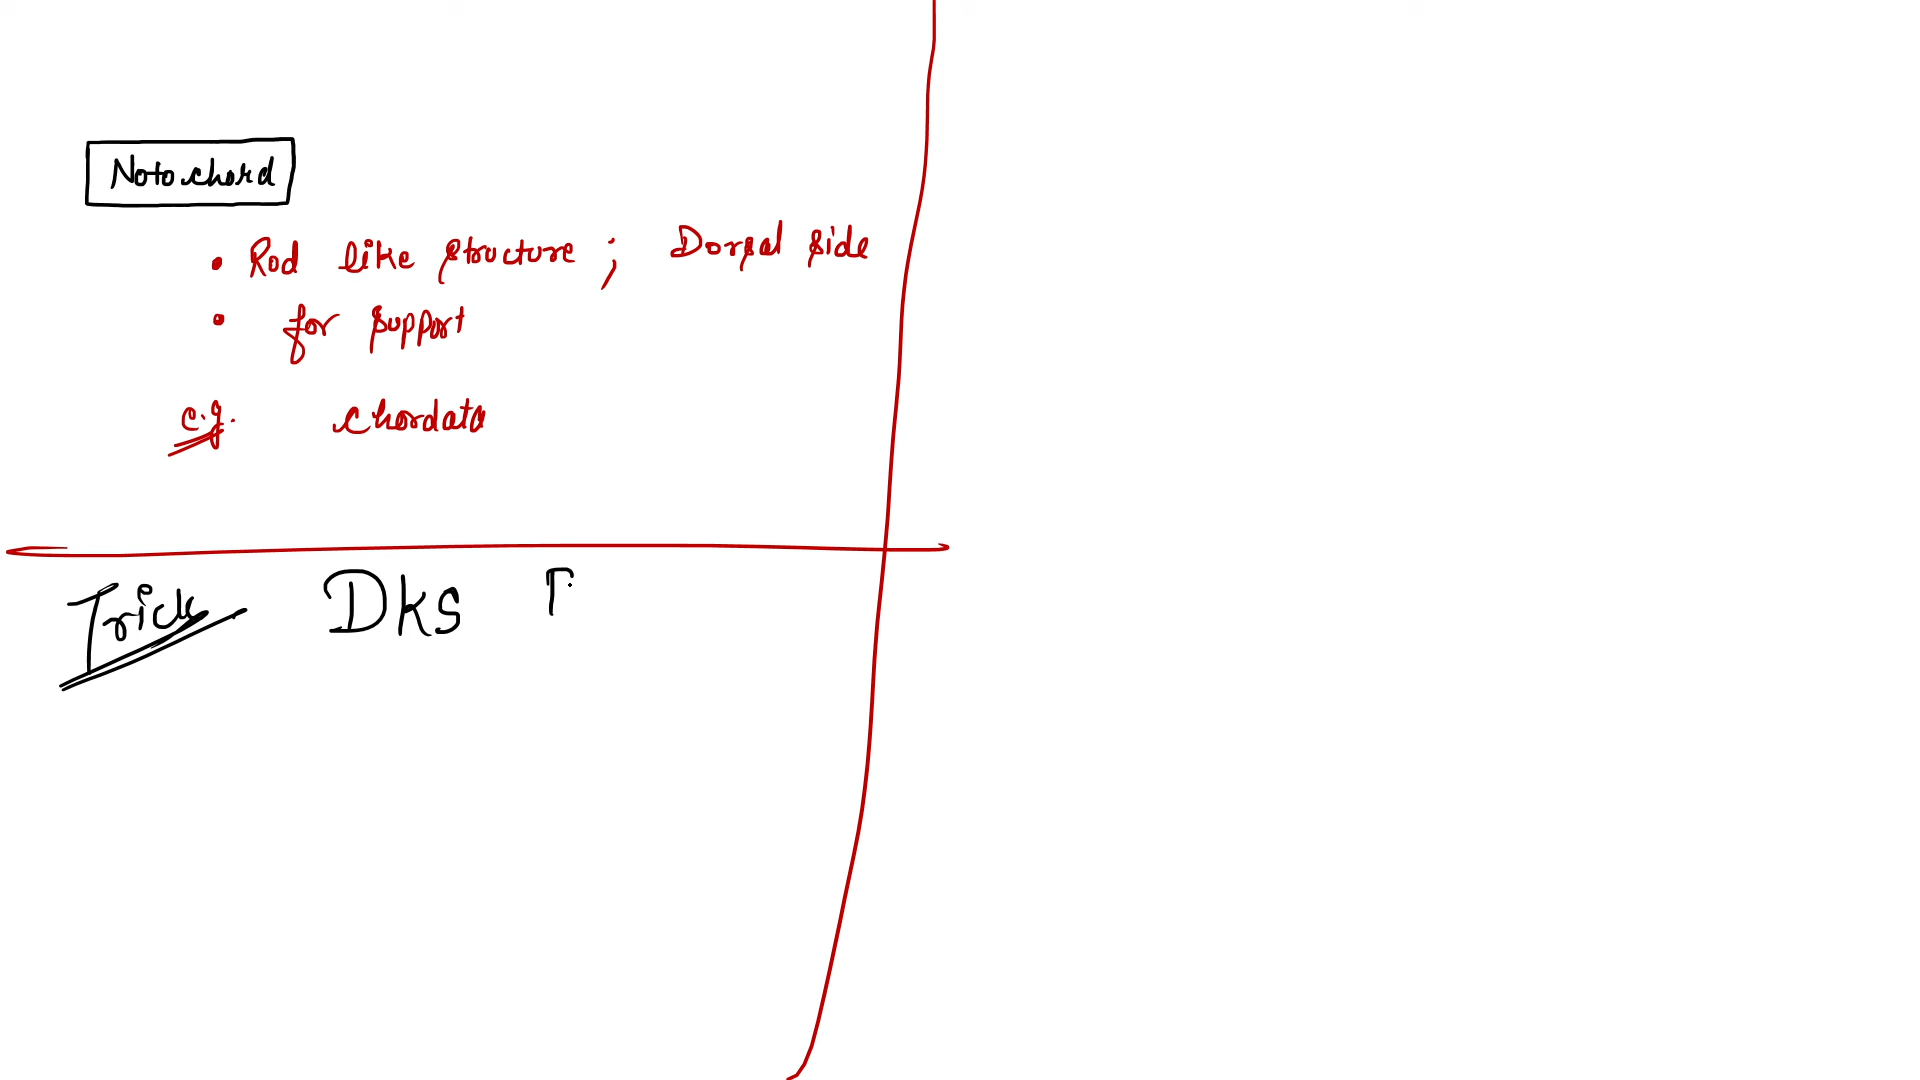 Notochord
• Rod like structure ; Dorsal side
• for support
e.g. chordata
Trick DKS